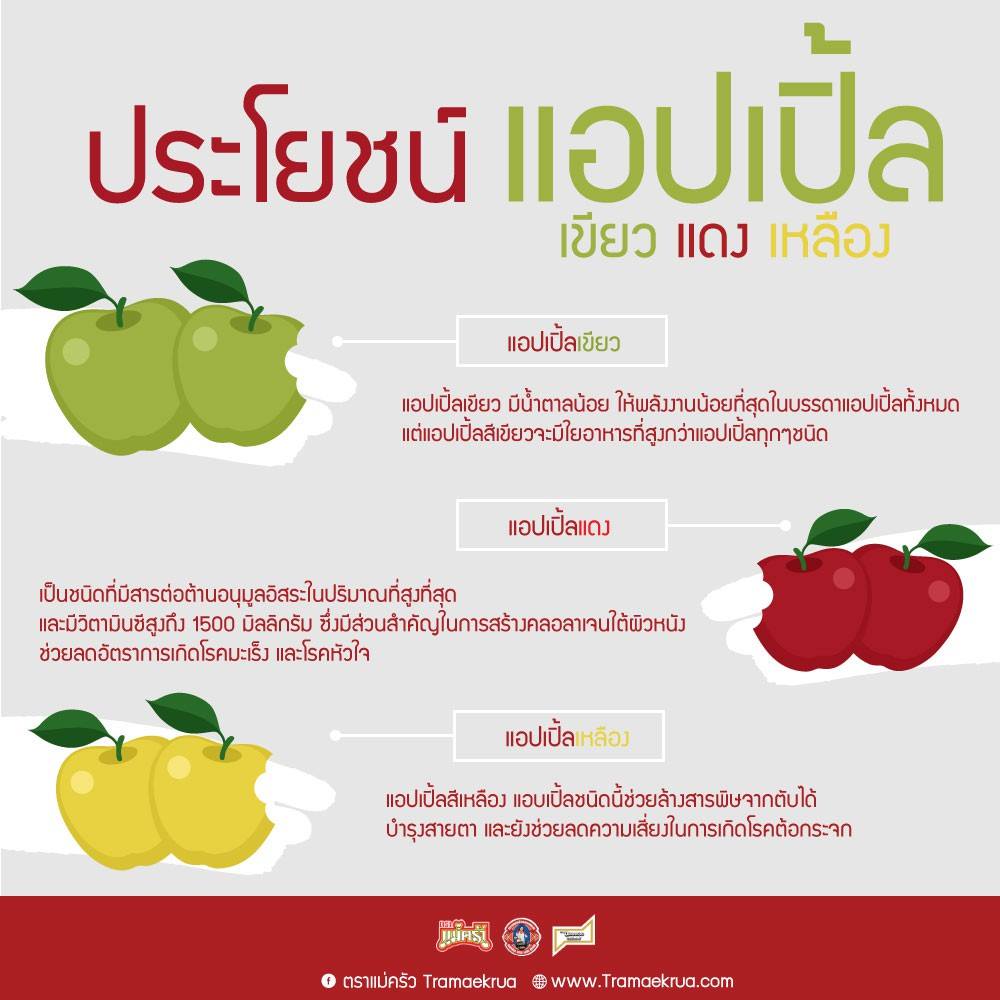 ประโยชน์ แอปเปิ้ล
เขียว แดง เหลือง
แอปเปิ้ลเขียว
แอปเปิ้ลเขียว มีน้ำตาลน้อย ให้พลังงานน้อยที่สุดในบรรดาแอปเปิ้ลทั้งหมด
แต่แอปเปิ้ลสีเขียวจะมีใยอาหารที่สูงกว่าแอปเปิ้ลทุกๆชนิด
แอปเปิ้ลแดง
เป็นชนิดที่มีสารต่อต้านอนุมูลอิสระในปริมาณที่สูงที่สุด
และมีวิตามินซีสูงถึง 1500 มิลลิกรัม ซึ่งมีส่วนสำคัญในการสร้างคลอลาเจนใต้ผิวหนัง
ช่วยลดอัตราการเกิดโรคมะเร็ง และโรคหัวใจ
แอปเปิ้ลเหลือง
แอปเปิ้ลสีเหลือง แอบเปิ้ลชนิดนี้ช่วยล้างสารพิษจากตับได้
บำรุงสายตา และยังช่วยลดความเสี่ยงในการเกิดโรคต้อกระจก
ตรา แม่ครัว
ตราแม่ครัว Tramaekrua www.Tramaekrua.com